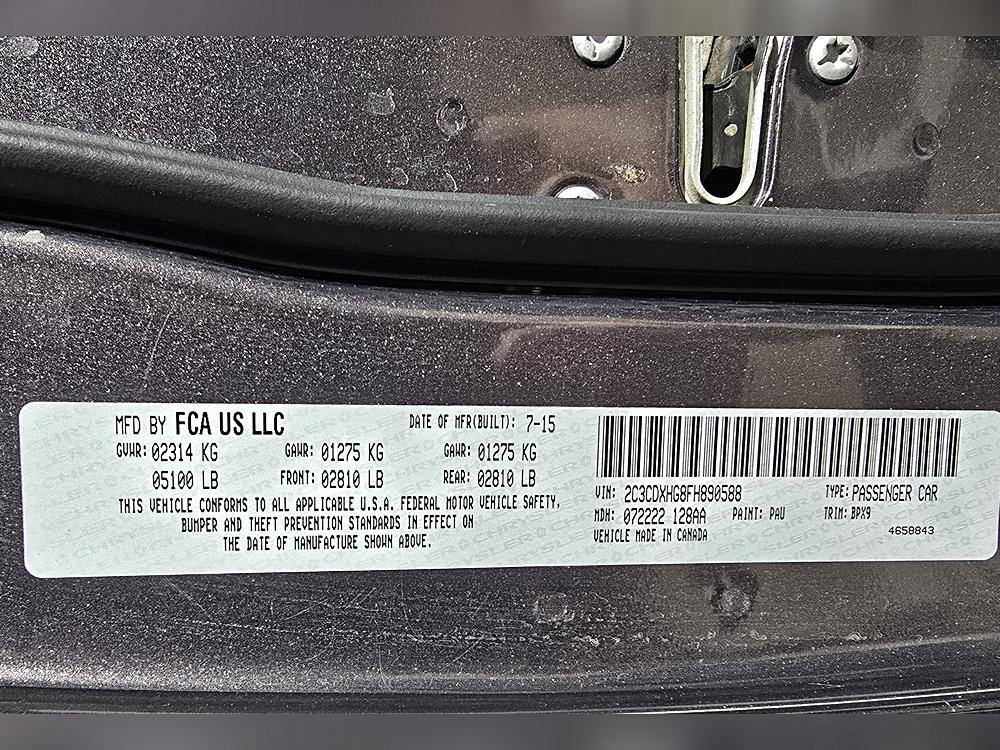 MFD BY FCA US LLC
DATE OF MFR(BUILT): 7-15
GVWR: 02314 KG GAWR: 01275 KG GAWR: 01275 KG
05100 LB FRONT: 02810 LB REAR: 02810 LB
THIS VEHICLE CONFORMS TO ALL APPLICABLE U.S.A. FEDERAL MOTOR VEHICLE SAFETY,
BUMPER AND THEFT PREVENTION STANDARDS IN EFFECT ON
THE DATE OF MANUFACTURE SHOWN ABOVE.
VIN: 2C3CDXHG8FH890588 TYPE: PASSENGER CAR
MDH: 072222 128AA PAINT: PAU TRIM: BPX9
VEHICLE MADE IN CANADA 4658843